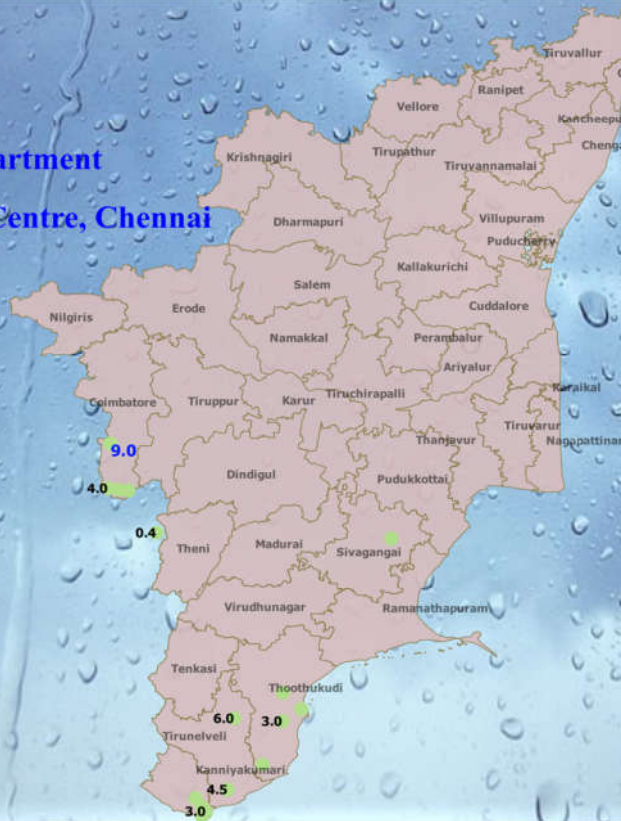 Tiruvallur
Ranipet
Vellore
Kancheepu
Chenga
artment
Krishnagiri
Tirupathur
Tiruvannamalai
Centre, Chennai
Dharmapuri
Villupuram
Puducherry
Kallakurichi
Salem
Cuddalore
Nilgiris
Erode
Namakkal
Perambalur
Ariyalur
Karaikal
Coimbatore
Tiruppur
Karur
Tiruchirapalli
Tiruvarur
Thanjavur
Nagapattinam
9.0
Dindigul
Pudukkottai
4.0
0.4
Theni
Madurai
Sivagangai
Virudhunagar
Ramanathapuram
Tenkasi
Thoothukudi
6.0
3.0
Tirunelveli
Kanniyakumari
4.5
3.0